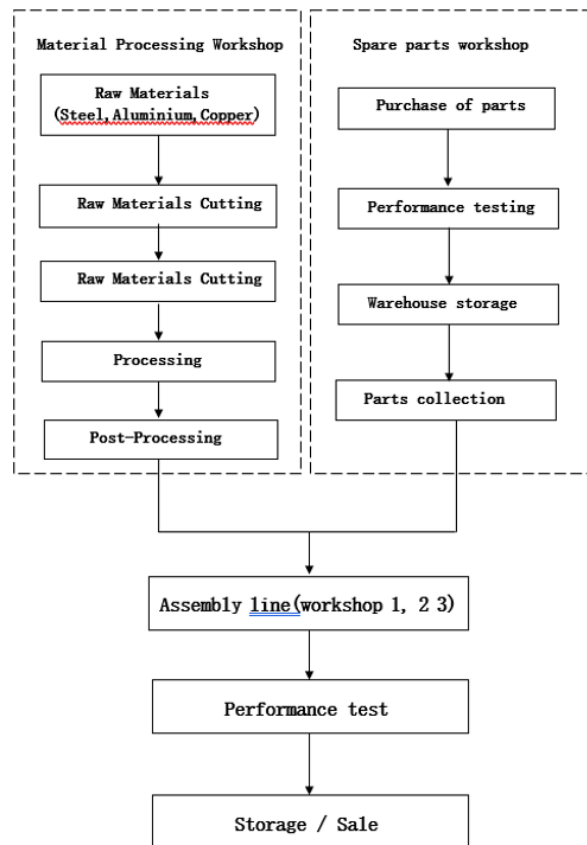 Material Processing Workshop
Raw Materials
(Steel,Aluminium,Copper)
Raw Materials Cutting
Raw Materials Cutting
Processing
Post-Processing
Spare parts workshop
Purchase of parts
Performance testing
Warehouse storage
Parts collection
Assembly line(workshop 1, 2 3)
Performance test
Storage / Sale